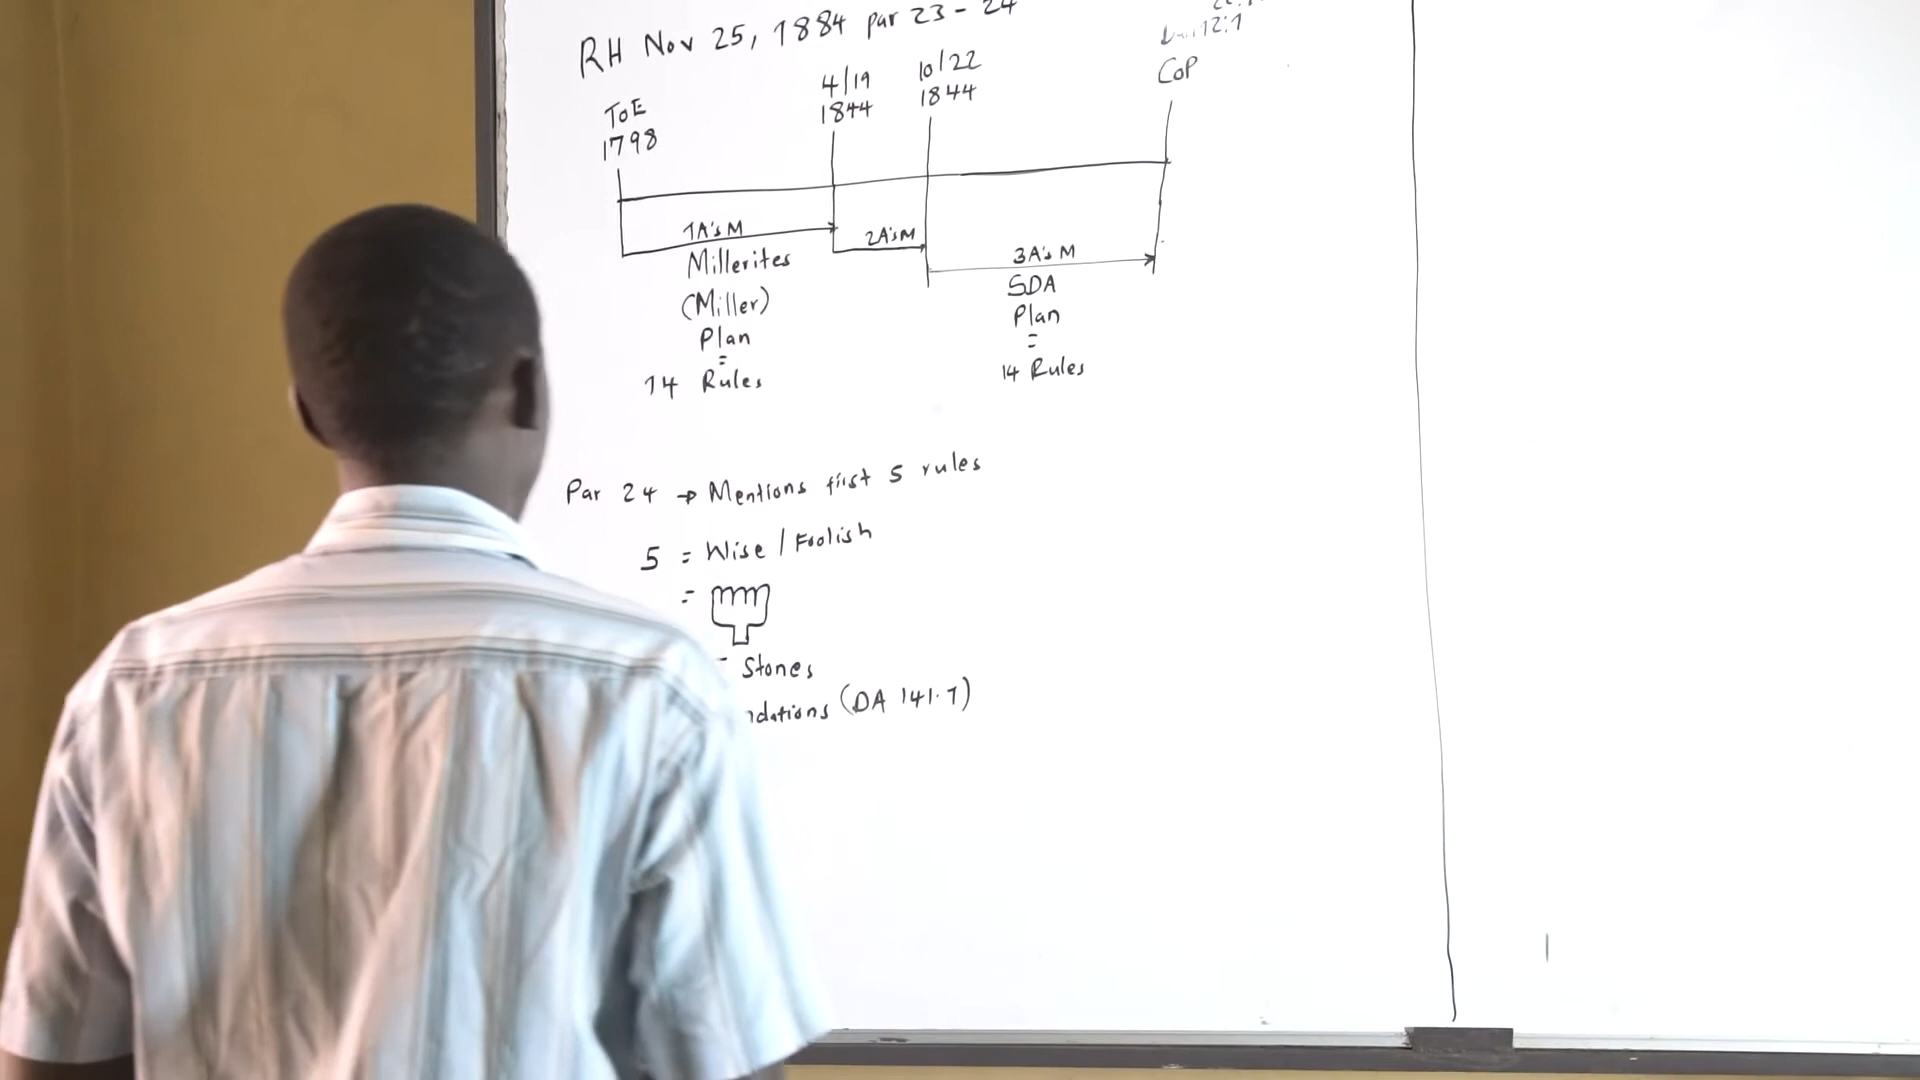 RH Nov 25, 1884 par 23 - 24
12:1
ToE
1798
4/19
1844
10/22
1844
CoP
1A's M
2A's M
3A's M
Millerites
(Miller)
Plan
=
14 Rules
SDA
Plan
=
14 Rules
Par 24 → Mentions first 5 rules
5 = Wise / Foolish
=
Stones
ndations (DA 141.1)